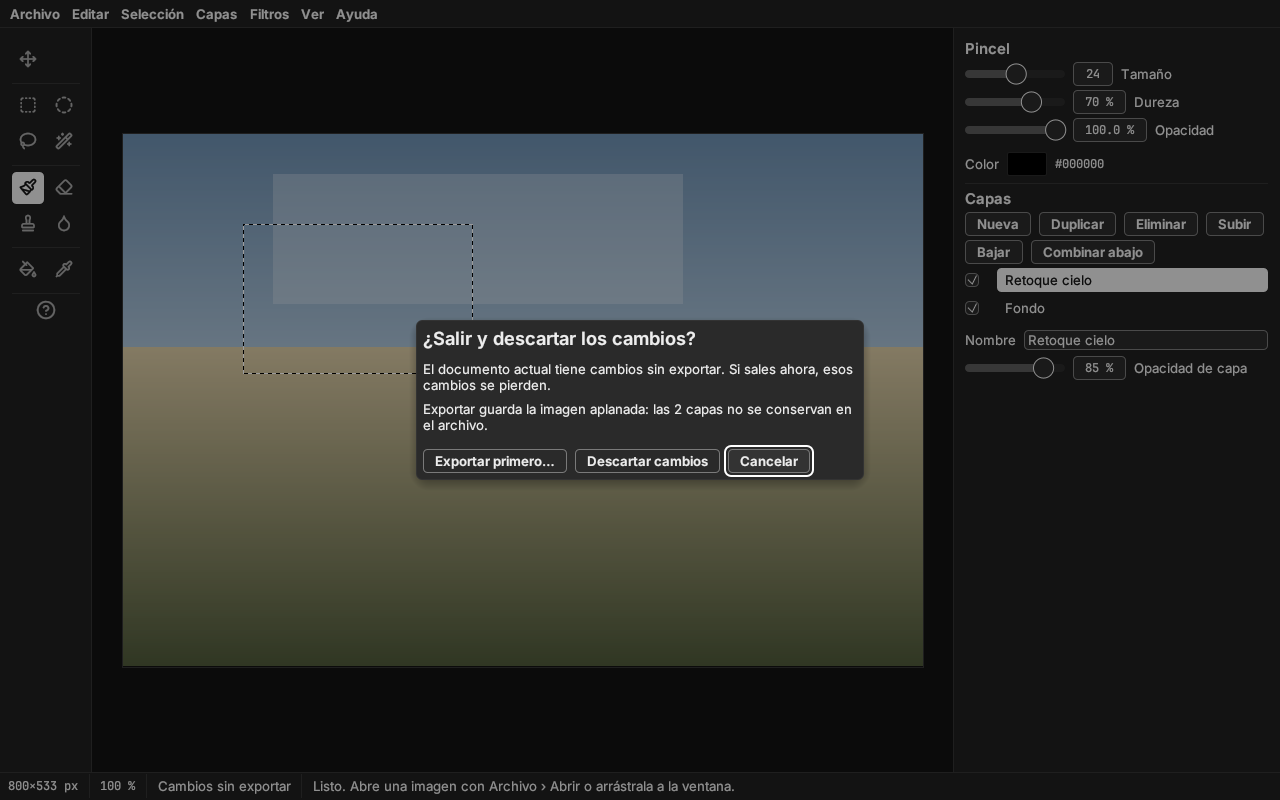 Archivo Editar Selección Capas Filtros Ver Ayuda
Pincel
24 Tamaño
70 % Dureza
100.0 % Opacidad
Color #000000
Capas
Nueva Duplicar Eliminar Subir
Bajar Combinar abajo
Retoque cielo
Fondo
Nombre Retoque cielo
85 % Opacidad de capa
¿Salir y descartar los cambios?
El documento actual tiene cambios sin exportar. Si sales ahora, esos
cambios se pierden.
Exportar guarda la imagen aplanada: las 2 capas no se conservan en
el archivo.
Exportar primero… Descartar cambios Cancelar
800×533 px 100 % Cambios sin exportar Listo. Abre una imagen con Archivo › Abrir o arrástrala a la ventana.